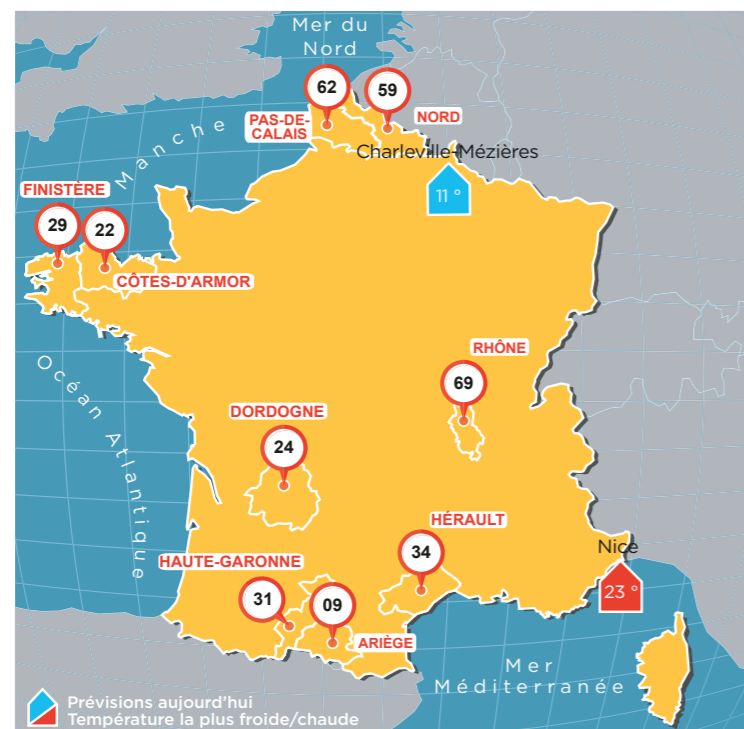 Mer du
Nord
62
59
PAS-DE-
CALAIS
NORD
Manche
Charleville-Mézières
11 °
FINISTÈRE
29
22
CÔTES-D'ARMOR
RHÔNE
69
Océan Atlantique
DORDOGNE
24
HÉRAULT
34
Nice
23 °
HAUTE-GARONNE
31
09
ARIÈGE
Mer
Méditerranée
Prévisions aujourd'hui
Température la plus froide/chaude